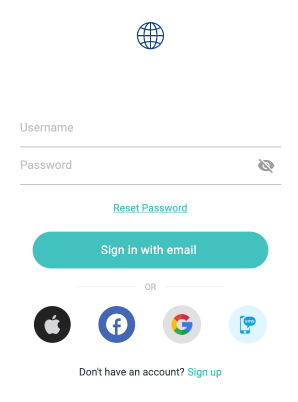 Username
Password
Reset Password
Sign in with email
OR
Don't have an account? Sign up